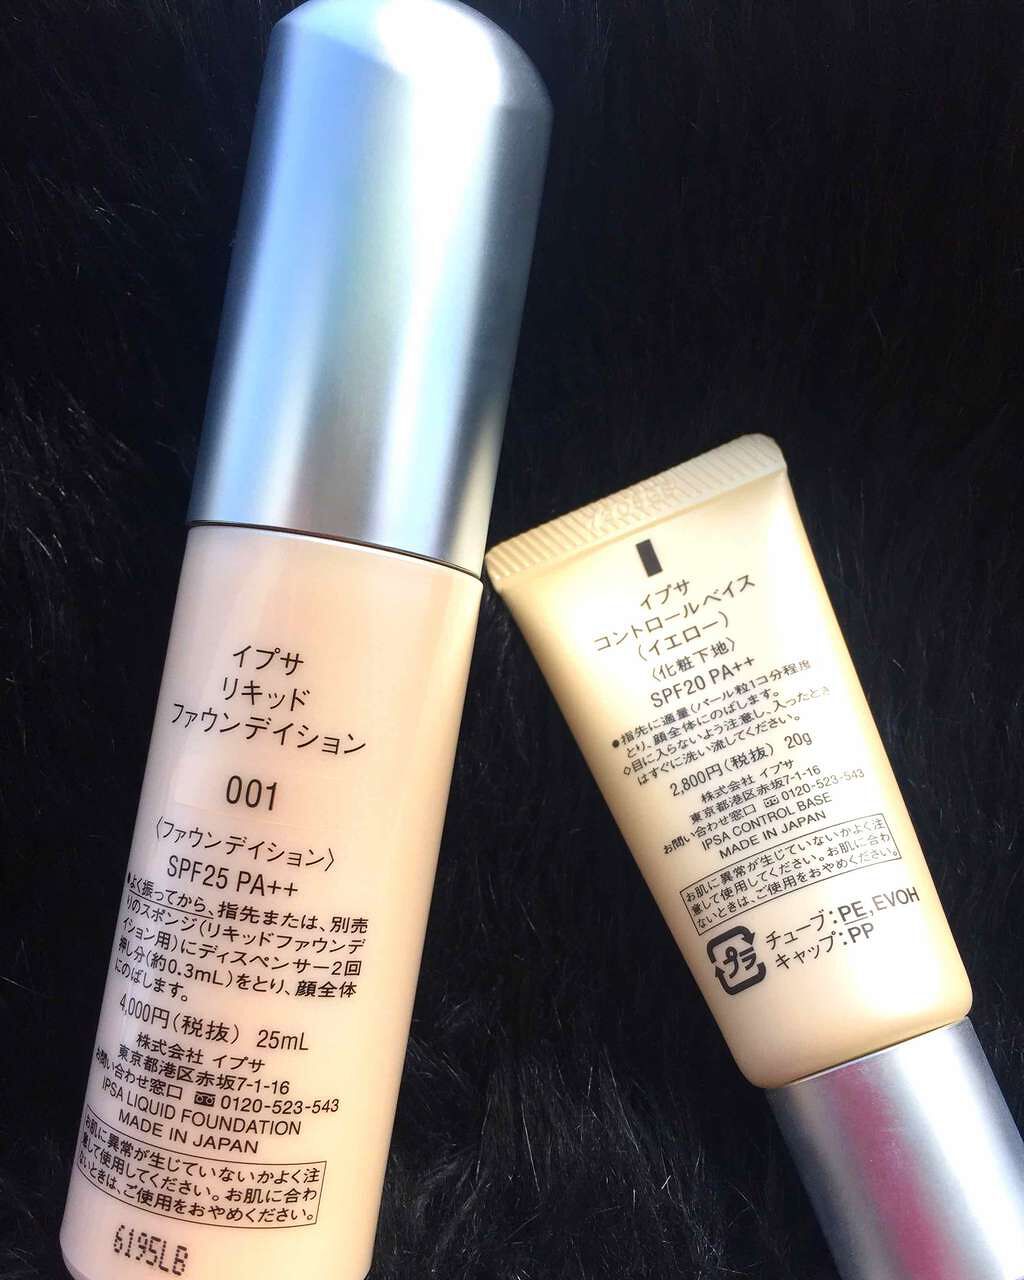 イプサ
リキッド
ファウンデイション
001
〈ファウンデイション〉
SPF25 PA++
●よく振ってから、指先または、別売
りのスポンジ(リキッドファウンデ
イション用)にディスペンサー2回
押し分(約0.3mL)をとり、顔全体
にのばします。
4,000円(税抜) 25mL
株式会社 イプサ
東京都港区赤坂7-1-16
お問い合わせ窓口 0120-523-543
IPSA LIQUID FOUNDATION
MADE IN JAPAN
お肌に異常が生じていないかよく注
意して使用してください。お肌に合わ
ないときは、ご使用をおやめください。
6195LB
イプサ
コントロールベイス
(イエロー)
〈化粧下地〉
SPF20 PA++
●指先に適量(パール粒1コ分程度)
とり、顔全体にのばします。
◇目に入らないよう注意し、入ったとき
はすぐに洗い流してください。
2,800円(税抜) 20g
株式会社 イプサ
東京都港区赤坂7-1-16
お問い合わせ窓口 0120-523-543
IPSA CONTROL BASE
MADE IN JAPAN
お肌に異常が生じていないかよく注
意して使用してください。お肌に合わ
ないときは、ご使用をおやめください。
プラ
チューブ:PE,EVOH
キャップ:PP